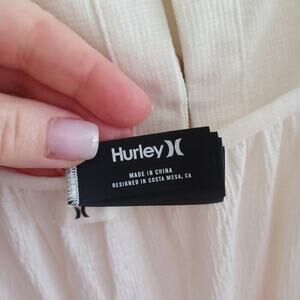 Hurley
MADE IN CHINA
DESIGNED IN COSTA MESA, CA